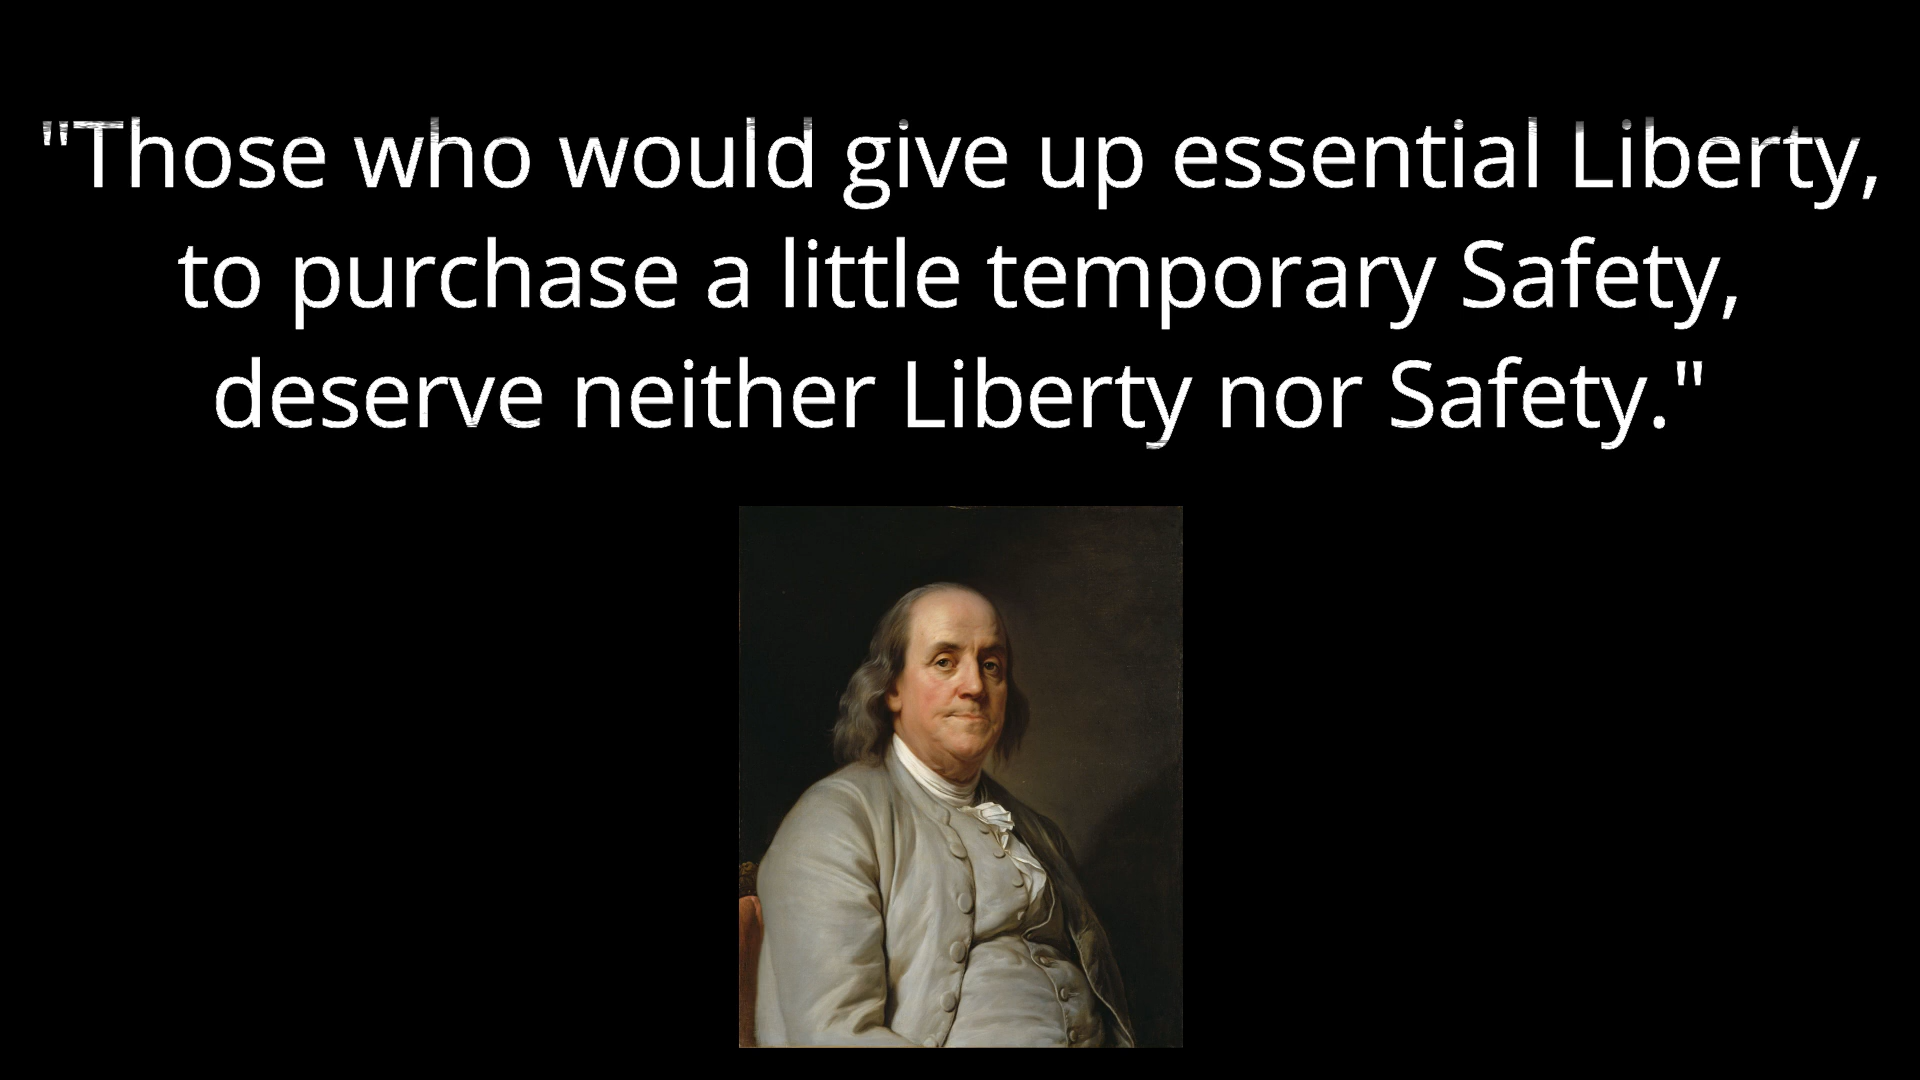 "Those who would give up essential Liberty,
to purchase a little temporary Safety,
deserve neither Liberty nor Safety."